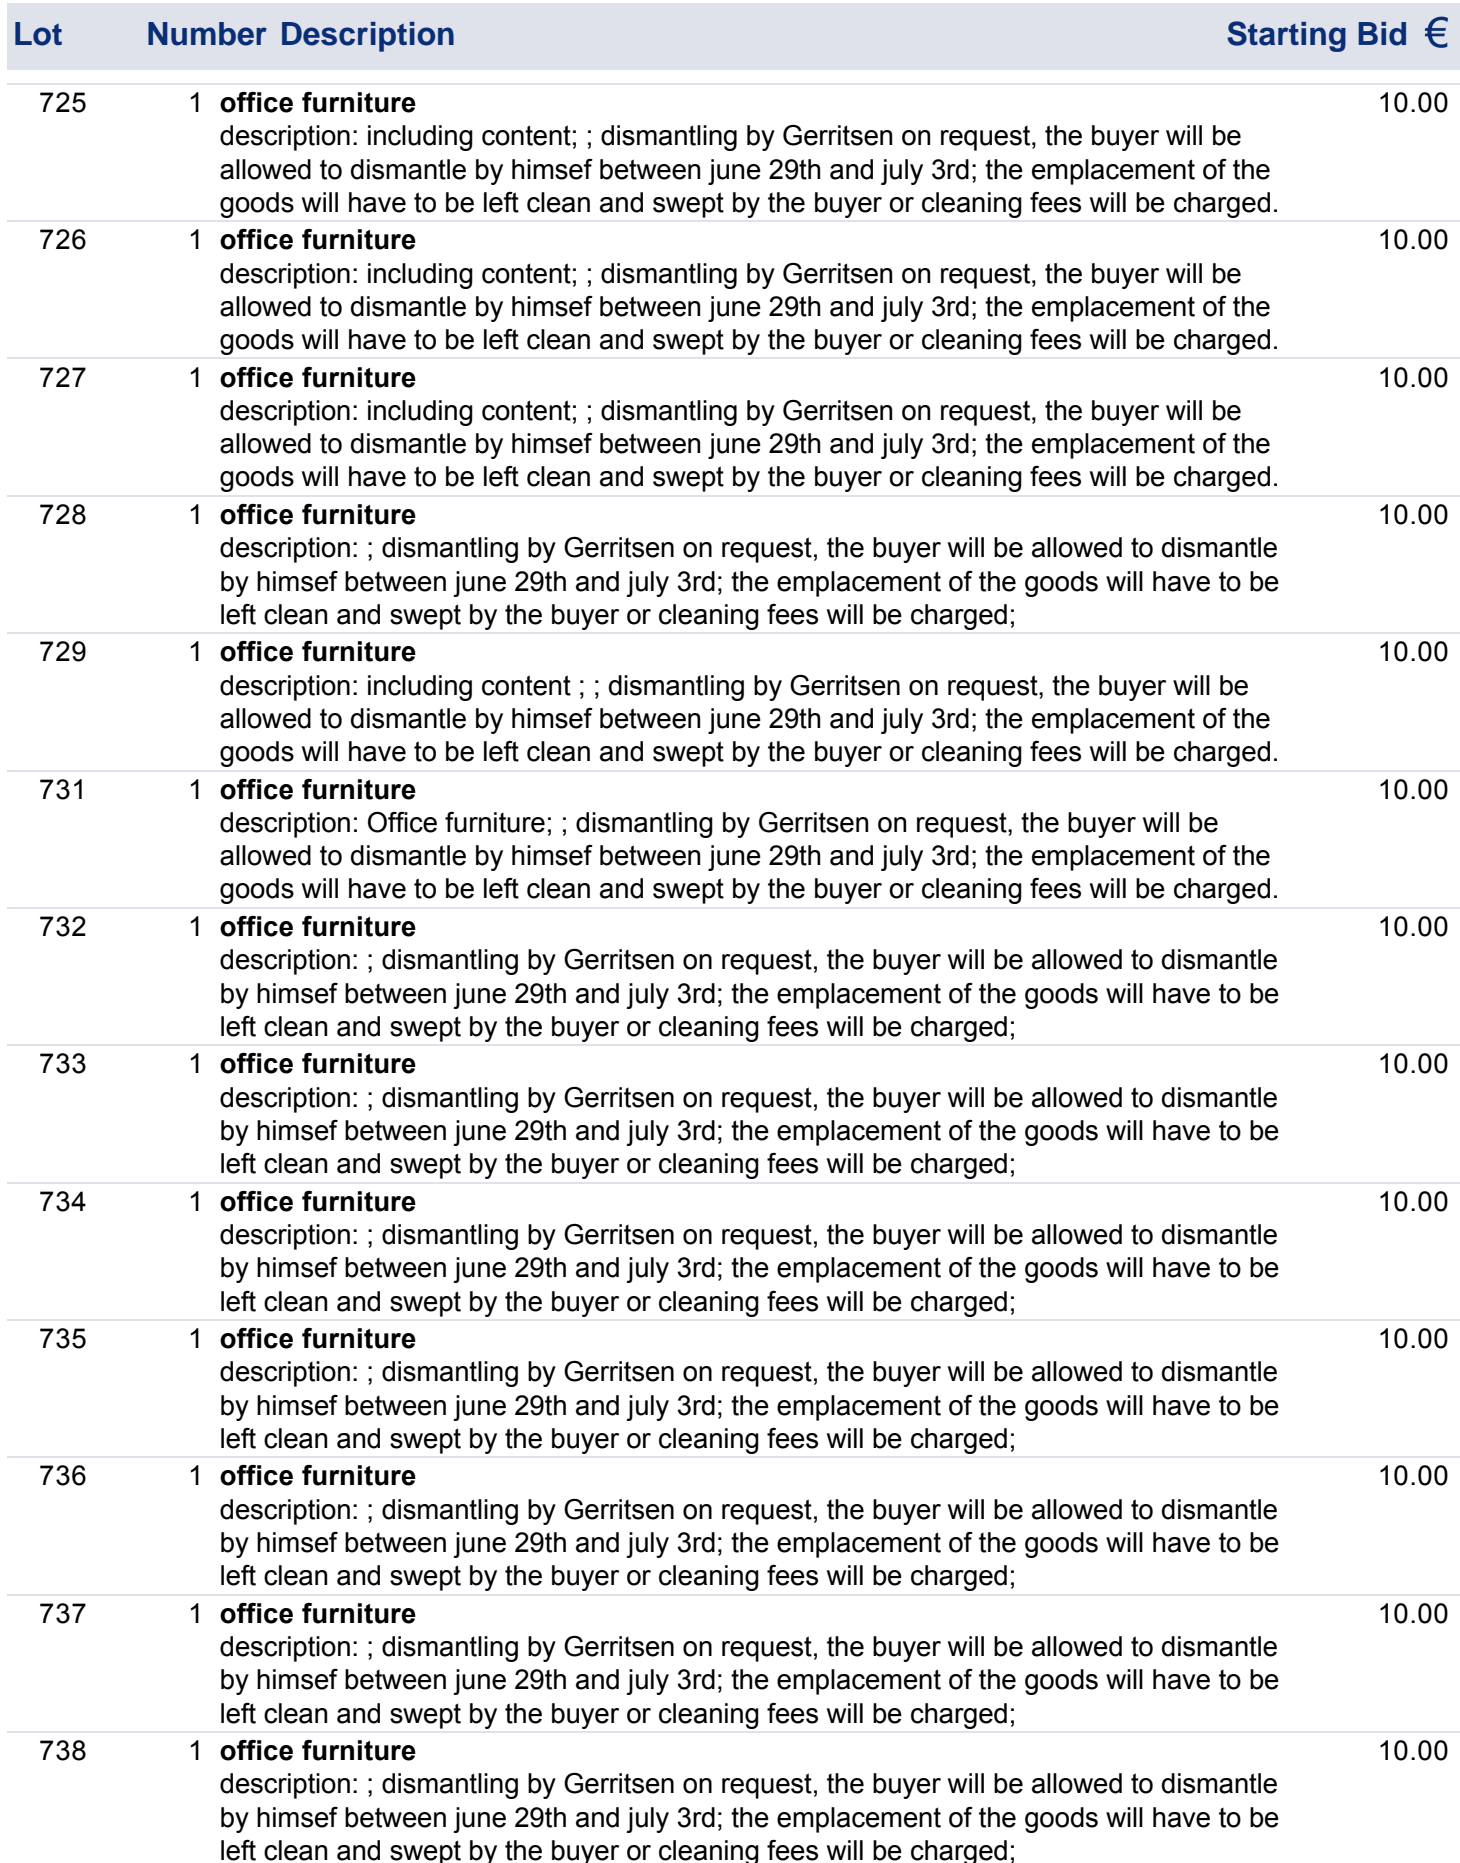 Lot Number Description Starting Bid €
725 1 office furniture 10.00
description: including content; ; dismantling by Gerritsen on request, the buyer will be
allowed to dismantle by himsef between june 29th and july 3rd; the emplacement of the
goods will have to be left clean and swept by the buyer or cleaning fees will be charged.
726 1 office furniture 10.00
description: including content; ; dismantling by Gerritsen on request, the buyer will be
allowed to dismantle by himsef between june 29th and july 3rd; the emplacement of the
goods will have to be left clean and swept by the buyer or cleaning fees will be charged.
727 1 office furniture 10.00
description: including content; ; dismantling by Gerritsen on request, the buyer will be
allowed to dismantle by himsef between june 29th and july 3rd; the emplacement of the
goods will have to be left clean and swept by the buyer or cleaning fees will be charged.
728 1 office furniture 10.00
description: ; dismantling by Gerritsen on request, the buyer will be allowed to dismantle
by himsef between june 29th and july 3rd; the emplacement of the goods will have to be
left clean and swept by the buyer or cleaning fees will be charged;
729 1 office furniture 10.00
description: including content ; ; dismantling by Gerritsen on request, the buyer will be
allowed to dismantle by himsef between june 29th and july 3rd; the emplacement of the
goods will have to be left clean and swept by the buyer or cleaning fees will be charged.
731 1 office furniture 10.00
description: Office furniture; ; dismantling by Gerritsen on request, the buyer will be
allowed to dismantle by himsef between june 29th and july 3rd; the emplacement of the
goods will have to be left clean and swept by the buyer or cleaning fees will be charged.
732 1 office furniture 10.00
description: ; dismantling by Gerritsen on request, the buyer will be allowed to dismantle
by himsef between june 29th and july 3rd; the emplacement of the goods will have to be
left clean and swept by the buyer or cleaning fees will be charged;
733 1 office furniture 10.00
description: ; dismantling by Gerritsen on request, the buyer will be allowed to dismantle
by himsef between june 29th and july 3rd; the emplacement of the goods will have to be
left clean and swept by the buyer or cleaning fees will be charged;
734 1 office furniture 10.00
description: ; dismantling by Gerritsen on request, the buyer will be allowed to dismantle
by himsef between june 29th and july 3rd; the emplacement of the goods will have to be
left clean and swept by the buyer or cleaning fees will be charged;
735 1 office furniture 10.00
description: ; dismantling by Gerritsen on request, the buyer will be allowed to dismantle
by himsef between june 29th and july 3rd; the emplacement of the goods will have to be
left clean and swept by the buyer or cleaning fees will be charged;
736 1 office furniture 10.00
description: ; dismantling by Gerritsen on request, the buyer will be allowed to dismantle
by himsef between june 29th and july 3rd; the emplacement of the goods will have to be
left clean and swept by the buyer or cleaning fees will be charged;
737 1 office furniture 10.00
description: ; dismantling by Gerritsen on request, the buyer will be allowed to dismantle
by himsef between june 29th and july 3rd; the emplacement of the goods will have to be
left clean and swept by the buyer or cleaning fees will be charged;
738 1 office furniture 10.00
description: ; dismantling by Gerritsen on request, the buyer will be allowed to dismantle
by himsef between june 29th and july 3rd; the emplacement of the goods will have to be
left clean and swept by the buyer or cleaning fees will be charged;